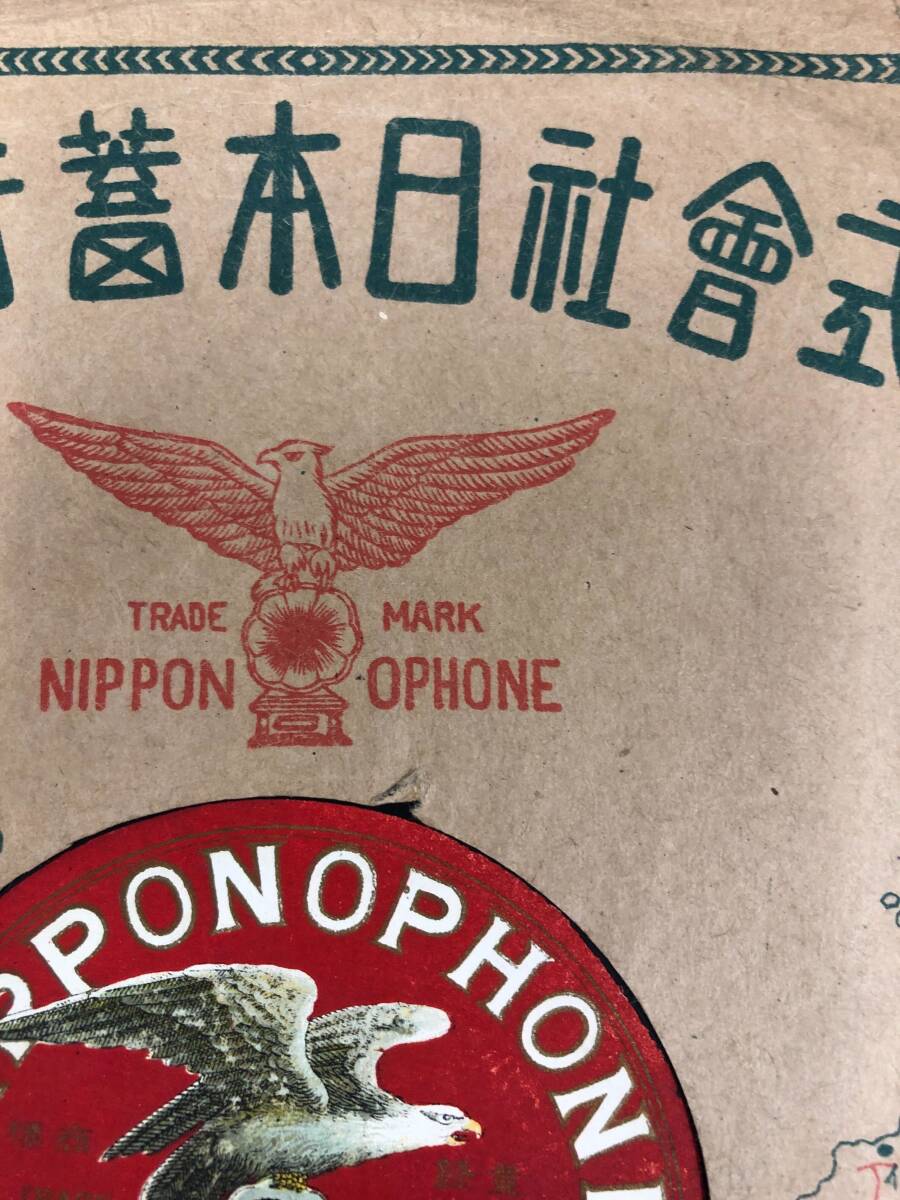 式會社日本蓄
TRADE MARK
NIPPON OPHONE
PPONOPHON